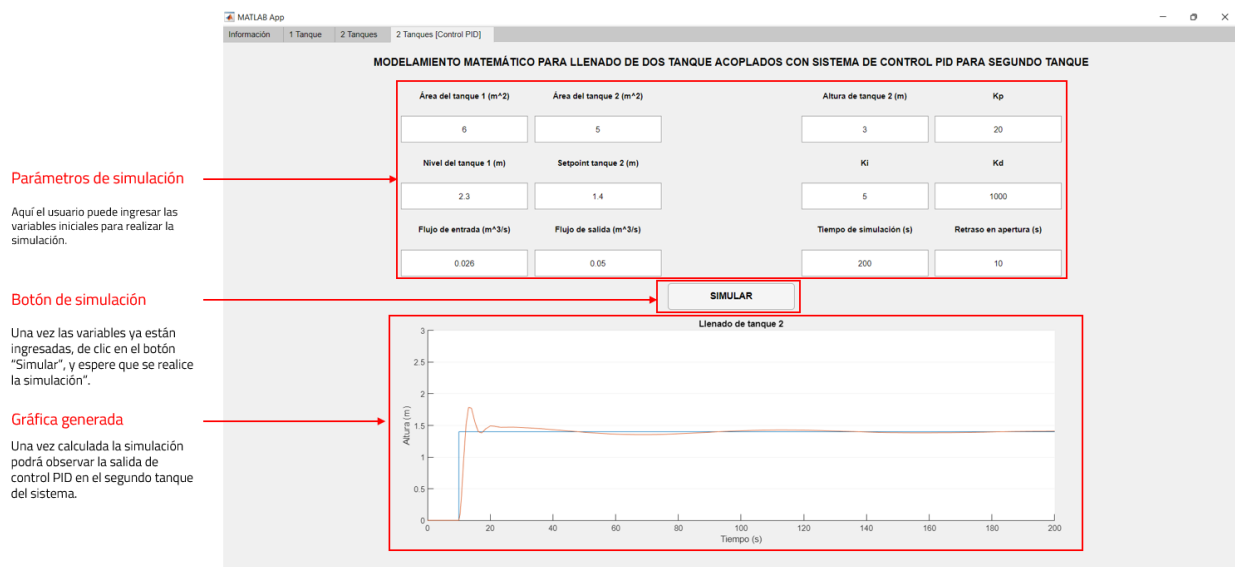 MATLAB App
Información 1 Tanque 2 Tanques 2 Tanques [Control PID]
MODELAMIENTO MATEMÁTICO PARA LLENADO DE DOS TANQUE ACOPLADOS CON SISTEMA DE CONTROL PID PARA SEGUNDO TANQUE
Área del tanque 1 (m^2) Área del tanque 2 (m^2) Altura de tanque 2 (m) Kp
6 5 3 20
Nivel del tanque 1 (m) Setpoint tanque 2 (m) Ki Kd
2.3 1.4 5 1000
Flujo de entrada (m^3/s) Flujo de salida (m^3/s) Tiempo de simulación (s) Retraso en apertura (s)
0.026 0.05 200 10
Parámetros de simulación
Aquí el usuario puede ingresar las
variables iniciales para realizar la
simulación.
Botón de simulación
Una vez las variables ya están
ingresadas, de clic en el botón
“Simular”, y espere que se realice
la simulación”.
SIMULAR
Gráfica generada
Una vez calculada la simulación
podrá observar la salida de
control PID en el segundo tanque
del sistema.
Llenado de tanque 2
3
2.5
2
1.5
1
0.5
0
Altura (m)
0 20 40 60 80 100 120 140 160 180 200
Tiempo (s)